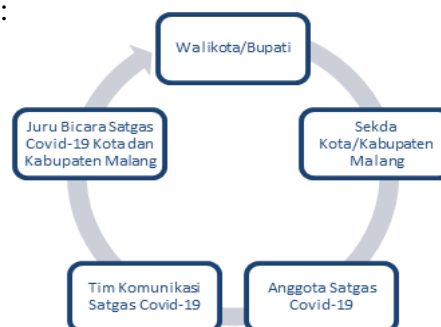 :
Walikota/Bupati
Sekda
Kota/Kabupaten
Malang
Anggota Satgas
Covid-19
Tim Komunikasi
Satgas Covid-19
Juru Bicara Satgas
Covid-19 Kota dan
Kabupaten Malang